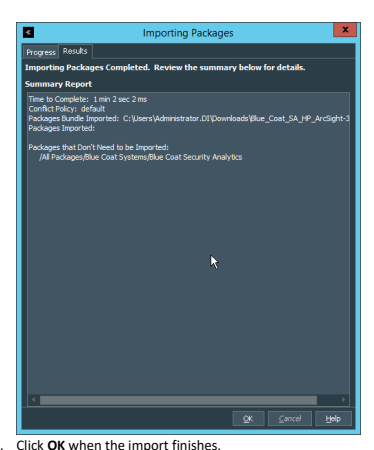 Importing Packages
Progress Results
Importing Packages Completed. Review the summary below for details.
Summary Report
Time to Complete: 1 min 2 sec 2 ms
Conflict Policy: default
Packages Bundle Imported: C:\Users\Administrator.DI\Downloads\Blue_Coat_SA_HP_ArcSight-3
Packages Imported:
Packages that Don't Need to be Imported:
/All Packages/Blue Coat Systems/Blue Coat Security Analytics
OK Cancel Help
. Click OK when the import finishes.